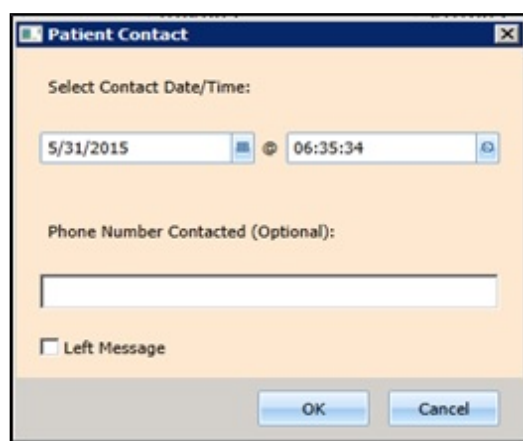 Patient Contact
Select Contact Date/Time:
5/31/2015 @ 06:35:34
Phone Number Contacted (Optional):
Left Message
OK Cancel